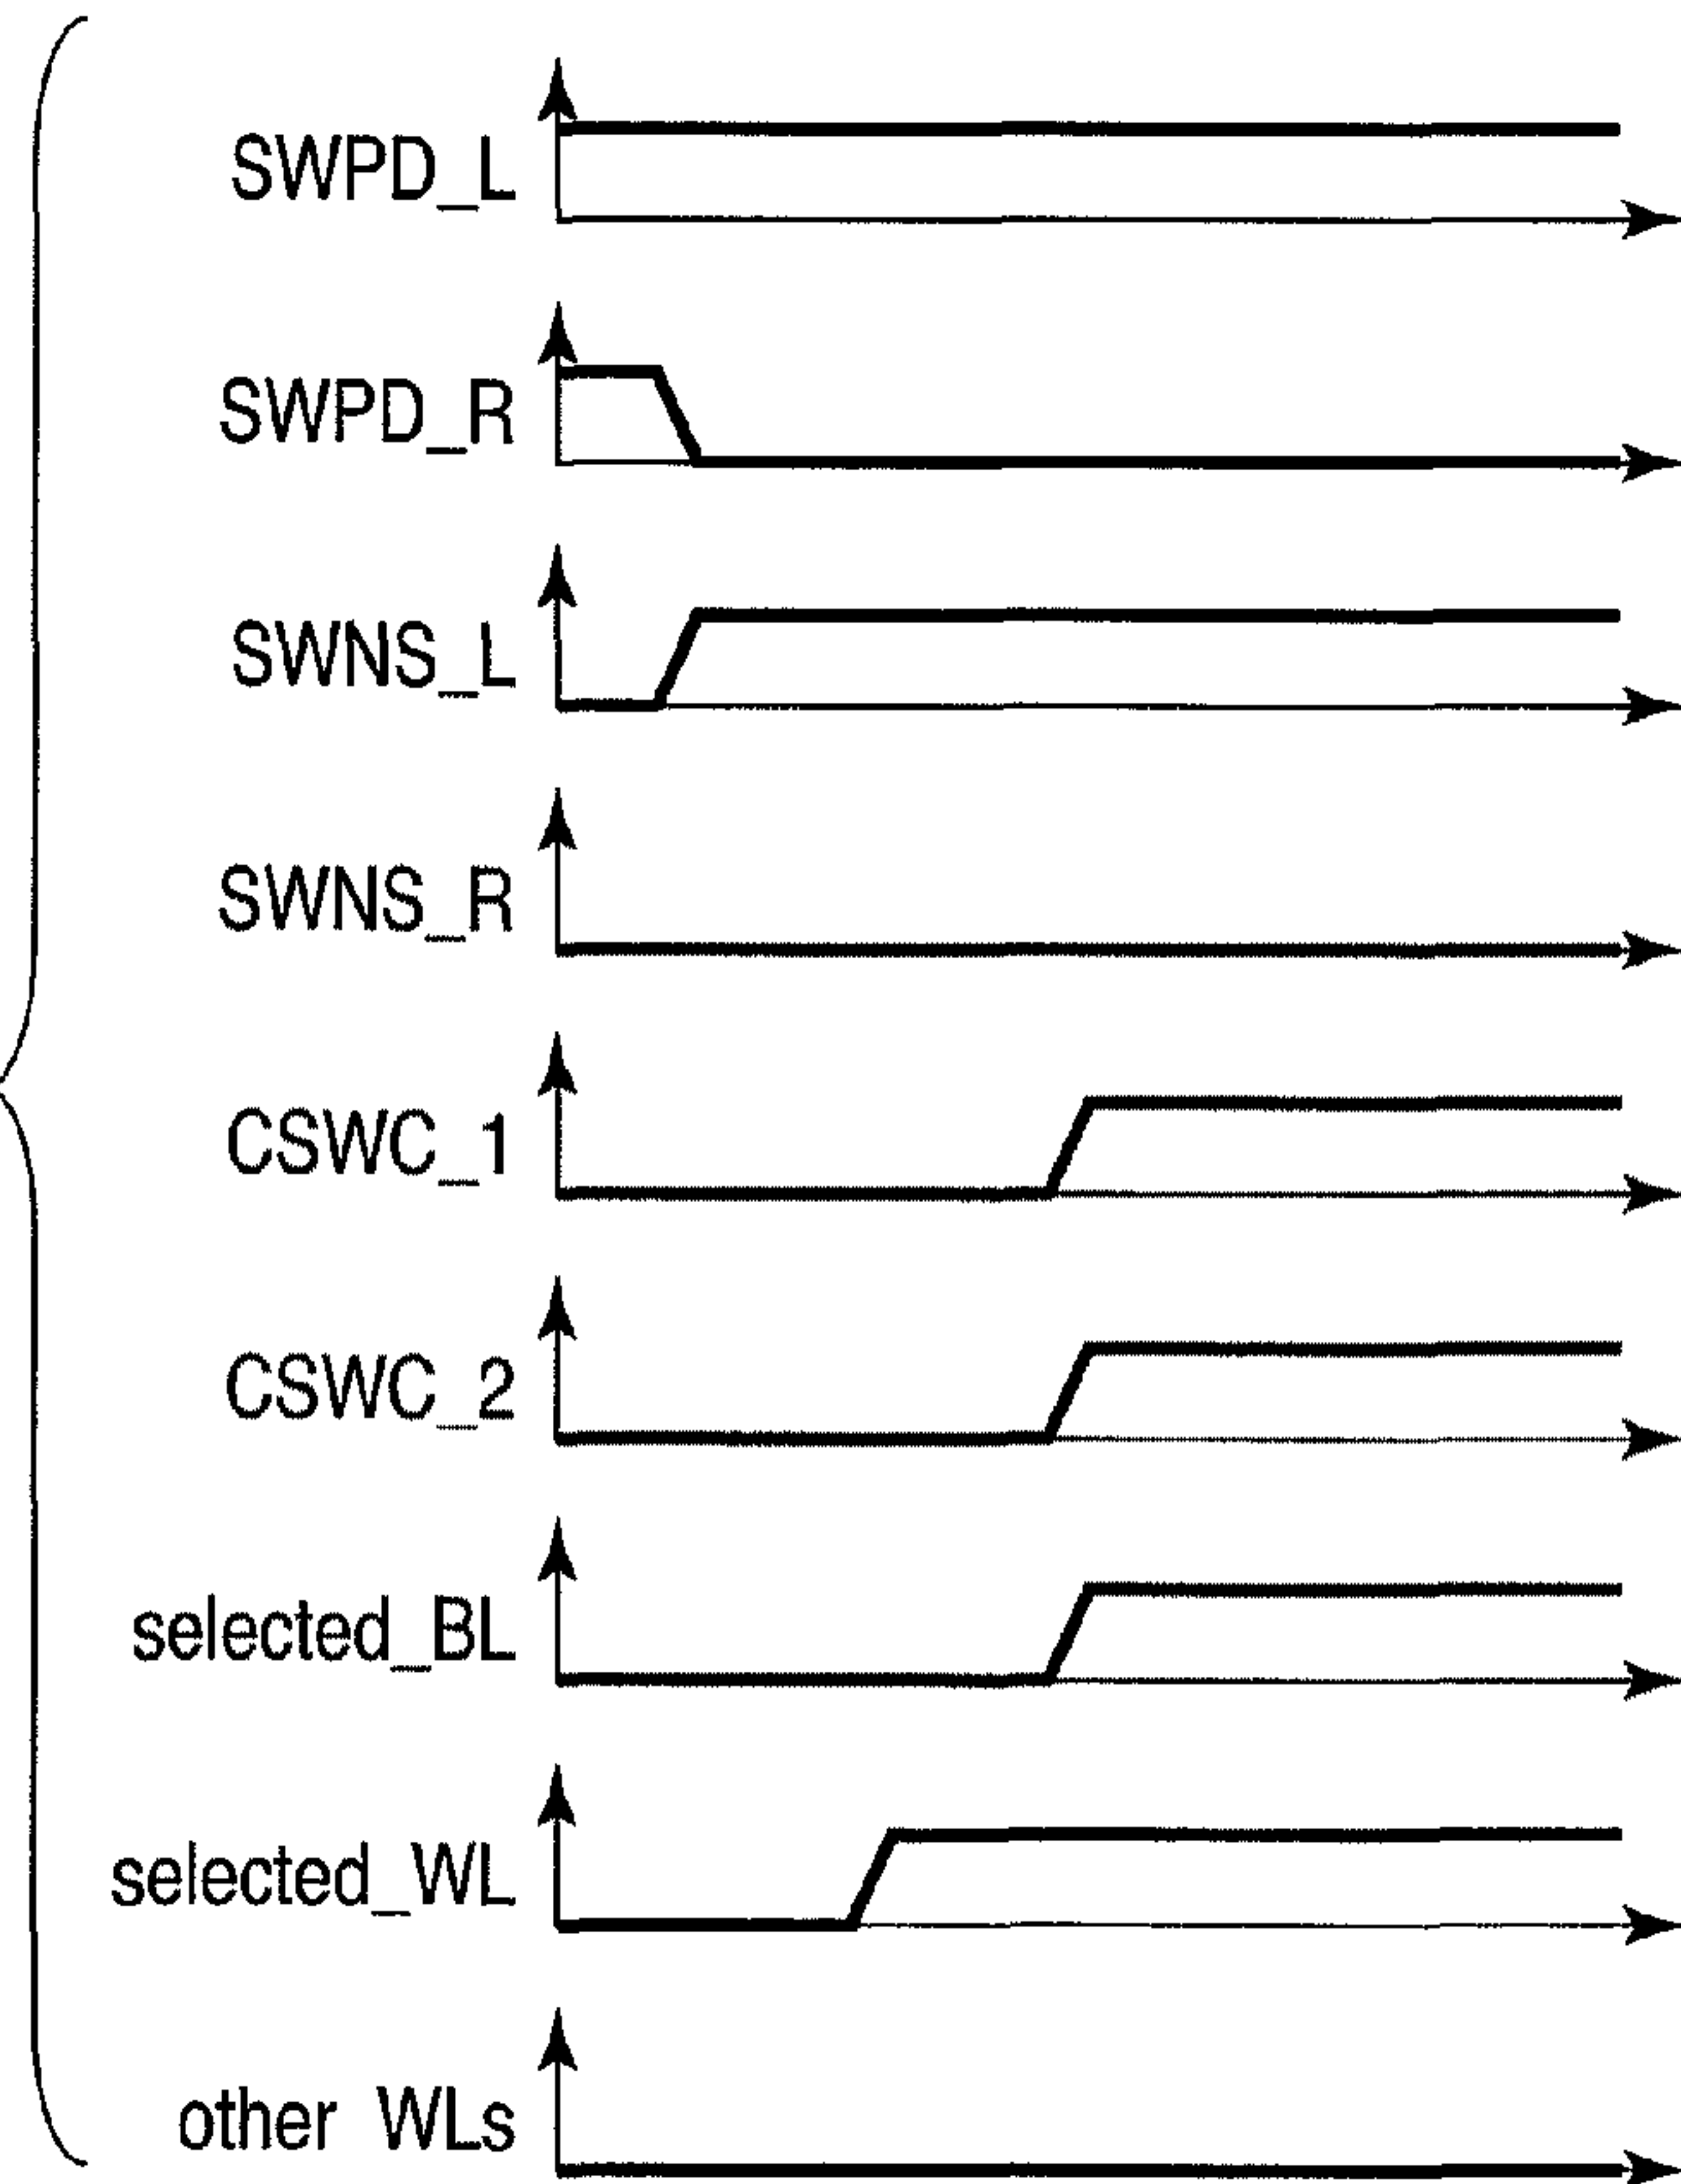 SWPD_L
SWPD_R
SWNS_L
SWNS_R
CSWC_1
CSWC_2
selected_BL
selected_WL
other WLs